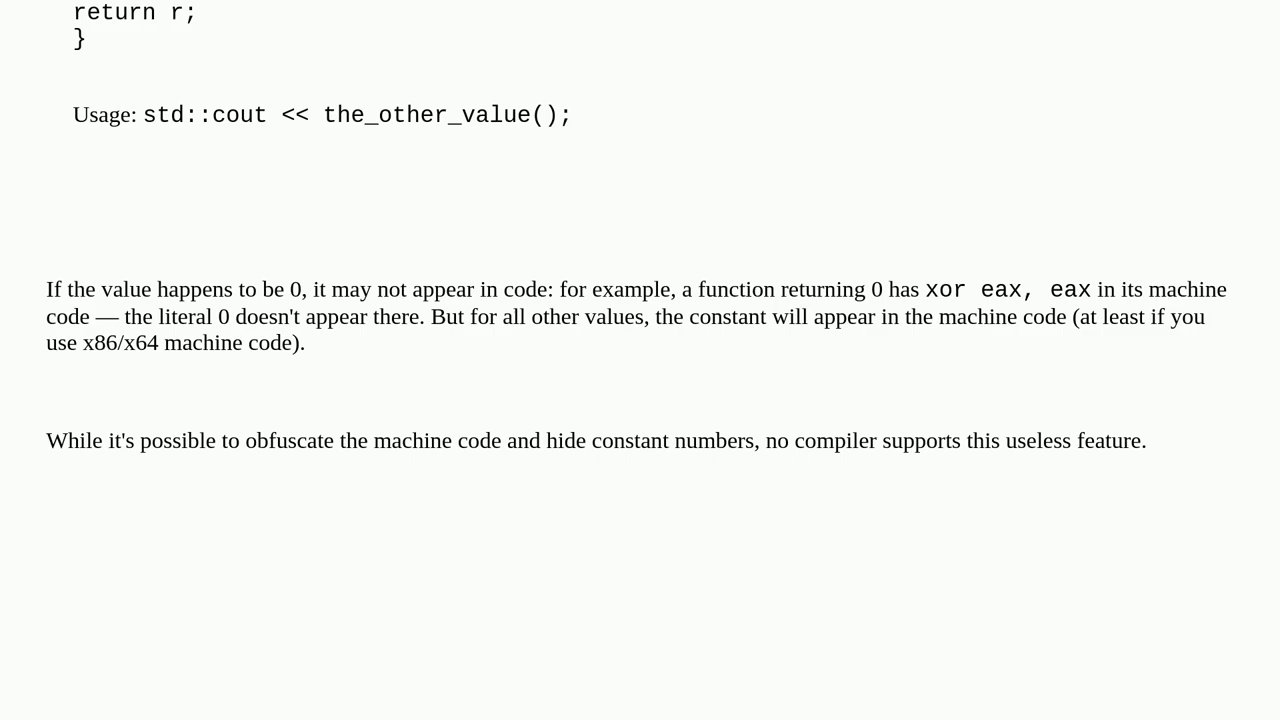 return r;
}
Usage: std::cout << the_other_value();
If the value happens to be 0, it may not appear in code: for example, a function returning 0 has xor eax, eax in its machine
code — the literal 0 doesn't appear there. But for all other values, the constant will appear in the machine code (at least if you
use x86/x64 machine code).
While it's possible to obfuscate the machine code and hide constant numbers, no compiler supports this useless feature.